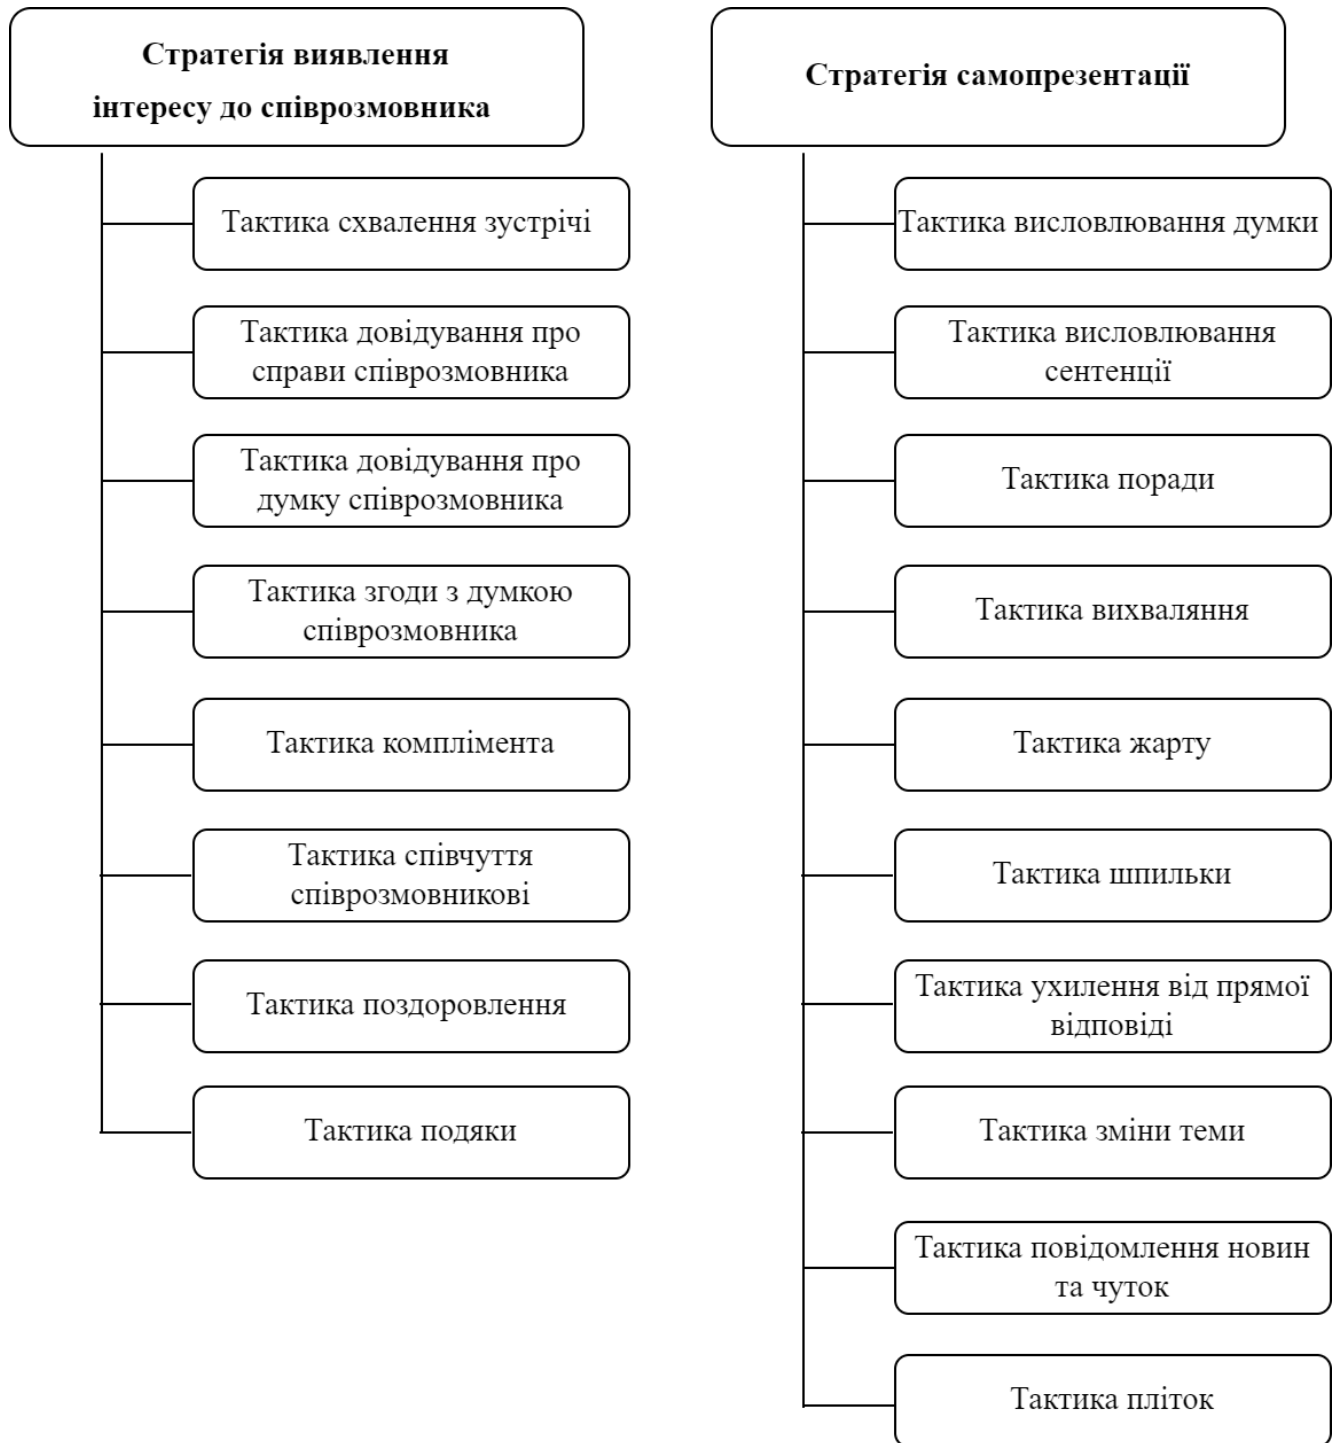 Стратегія виявлення
інтересу до співрозмовника
Тактика схвалення зустрічі
Тактика довідування про
справи співрозмовника
Тактика довідування про
думку співрозмовника
Тактика згоди з думкою
співрозмовника
Тактика комплімента
Тактика співчуття
співрозмовникові
Тактика поздоровлення
Тактика подяки
Стратегія самопрезентації
Тактика висловлювання думки
Тактика висловлювання
сентенції
Тактика поради
Тактика вихваляння
Тактика жарту
Тактика шпильки
Тактика ухилення від прямої
відповіді
Тактика зміни теми
Тактика повідомлення новин
та чуток
Тактика пліток